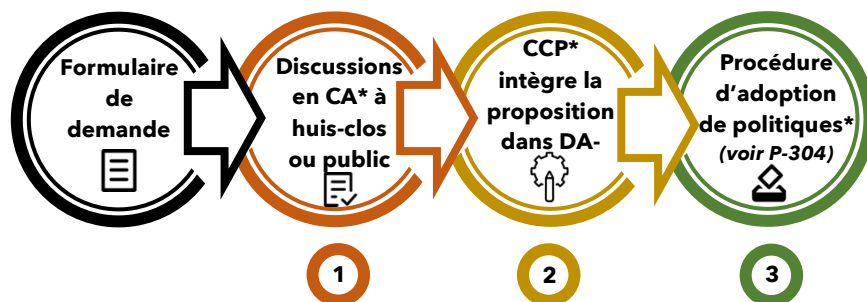 Formulaire
de
demande
Discussions
en CA* à
huis-clos
ou public
CCP*
intègre la
proposition
dans DA-
Procédure
d’adoption
de politiques*
(voir P-304)
1
2
3